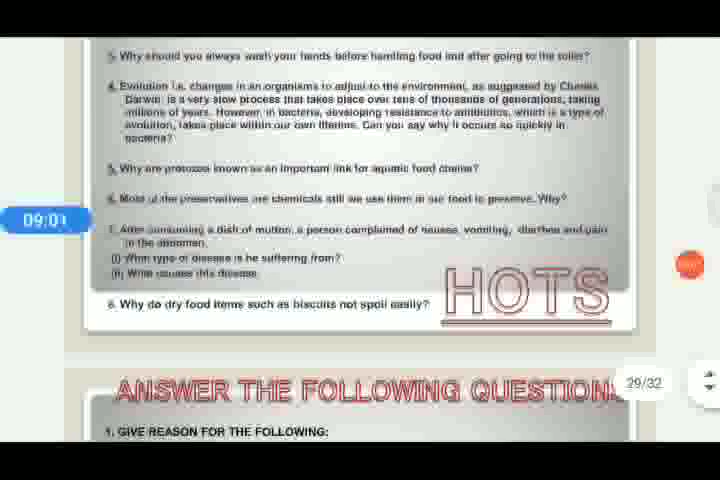 3. Why should you always wash your hands before handling food and after going to the toilet?
4. Evolution i.e. changes in an organisms to adjust to the environment, as suggested by Charles
Darwin is a very slow process that takes place over tens of thousands of generations, taking
millions of years. However, in bacteria, developing resistance to antibiotics, which is a type of
evolution, takes place within our own lifetime. Can you say why it occurs so quickly in
bacteria?
5. Why are protozoa known as an important link for aquatic food chains?
6. Most of the preservatives are chemicals still we use them in our food to preserve. Why?
09:01
7. After consuming a dish of mutton, a person complained of nausea, vomiting, diarrhea and pain
in the abdomen.
(i) What type of disease is he suffering from?
(ii) What causes this disease.
HOTS
8. Why do dry food items such as biscuits not spoil easily?
29/32
ANSWER THE FOLLOWING QUESTION
1. GIVE REASON FOR THE FOLLOWING: